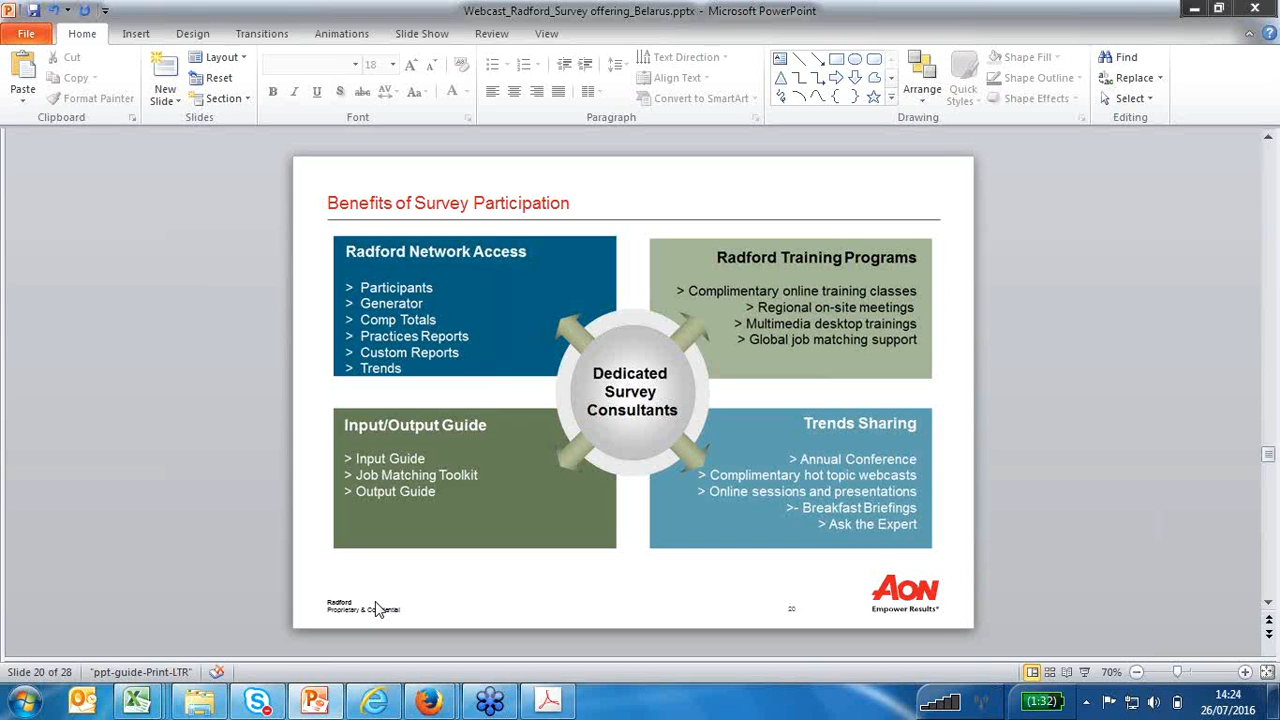 Webcast_Radford_Survey offering_Belarus.pptx - Microsoft PowerPoint
File Home Insert Design Transitions Animations Slide Show Review View
Paste
Cut
Copy
Format Painter
Clipboard
New Slide
Layout
Reset
Section
Slides
18
Font
Text Direction
Align Text
Convert to SmartArt
Paragraph
Arrange
Quick Styles
Shape Fill
Shape Outline
Shape Effects
Drawing
Find
Replace
Select
Editing
Benefits of Survey Participation
Radford Network Access
> Participants
> Generator
> Comp Totals
> Practices Reports
> Custom Reports
> Trends
Radford Training Programs
> Complimentary online training classes
> Regional on-site meetings
> Multimedia desktop trainings
> Global job matching support
Dedicated
Survey
Consultants
Input/Output Guide
> Input Guide
> Job Matching Toolkit
> Output Guide
Trends Sharing
> Annual Conference
> Complimentary hot topic webcasts
> Online sessions and presentations
>- Breakfast Briefings
> Ask the Expert
Radford
Proprietary & Confidential
20
AON
Empower Results®
Slide 20 of 28 "ppt-guide-Print-LTR" 70%
(1:32)
14:24
26/07/2016